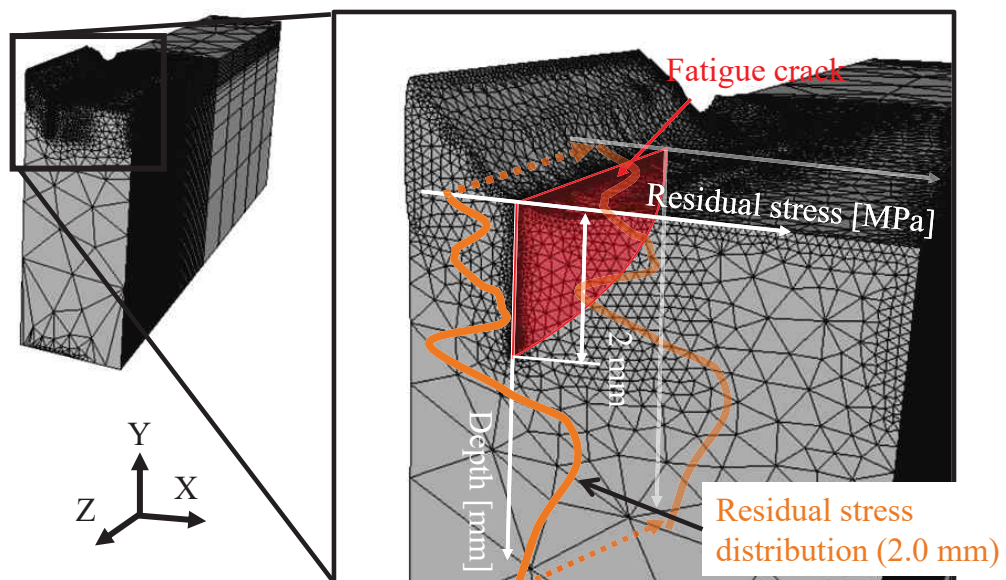 Fatigue crack
Residual stress [MPa]
2 mm
Depth [mm]
Residual stress
distribution (2.0 mm)
Y
X
Z